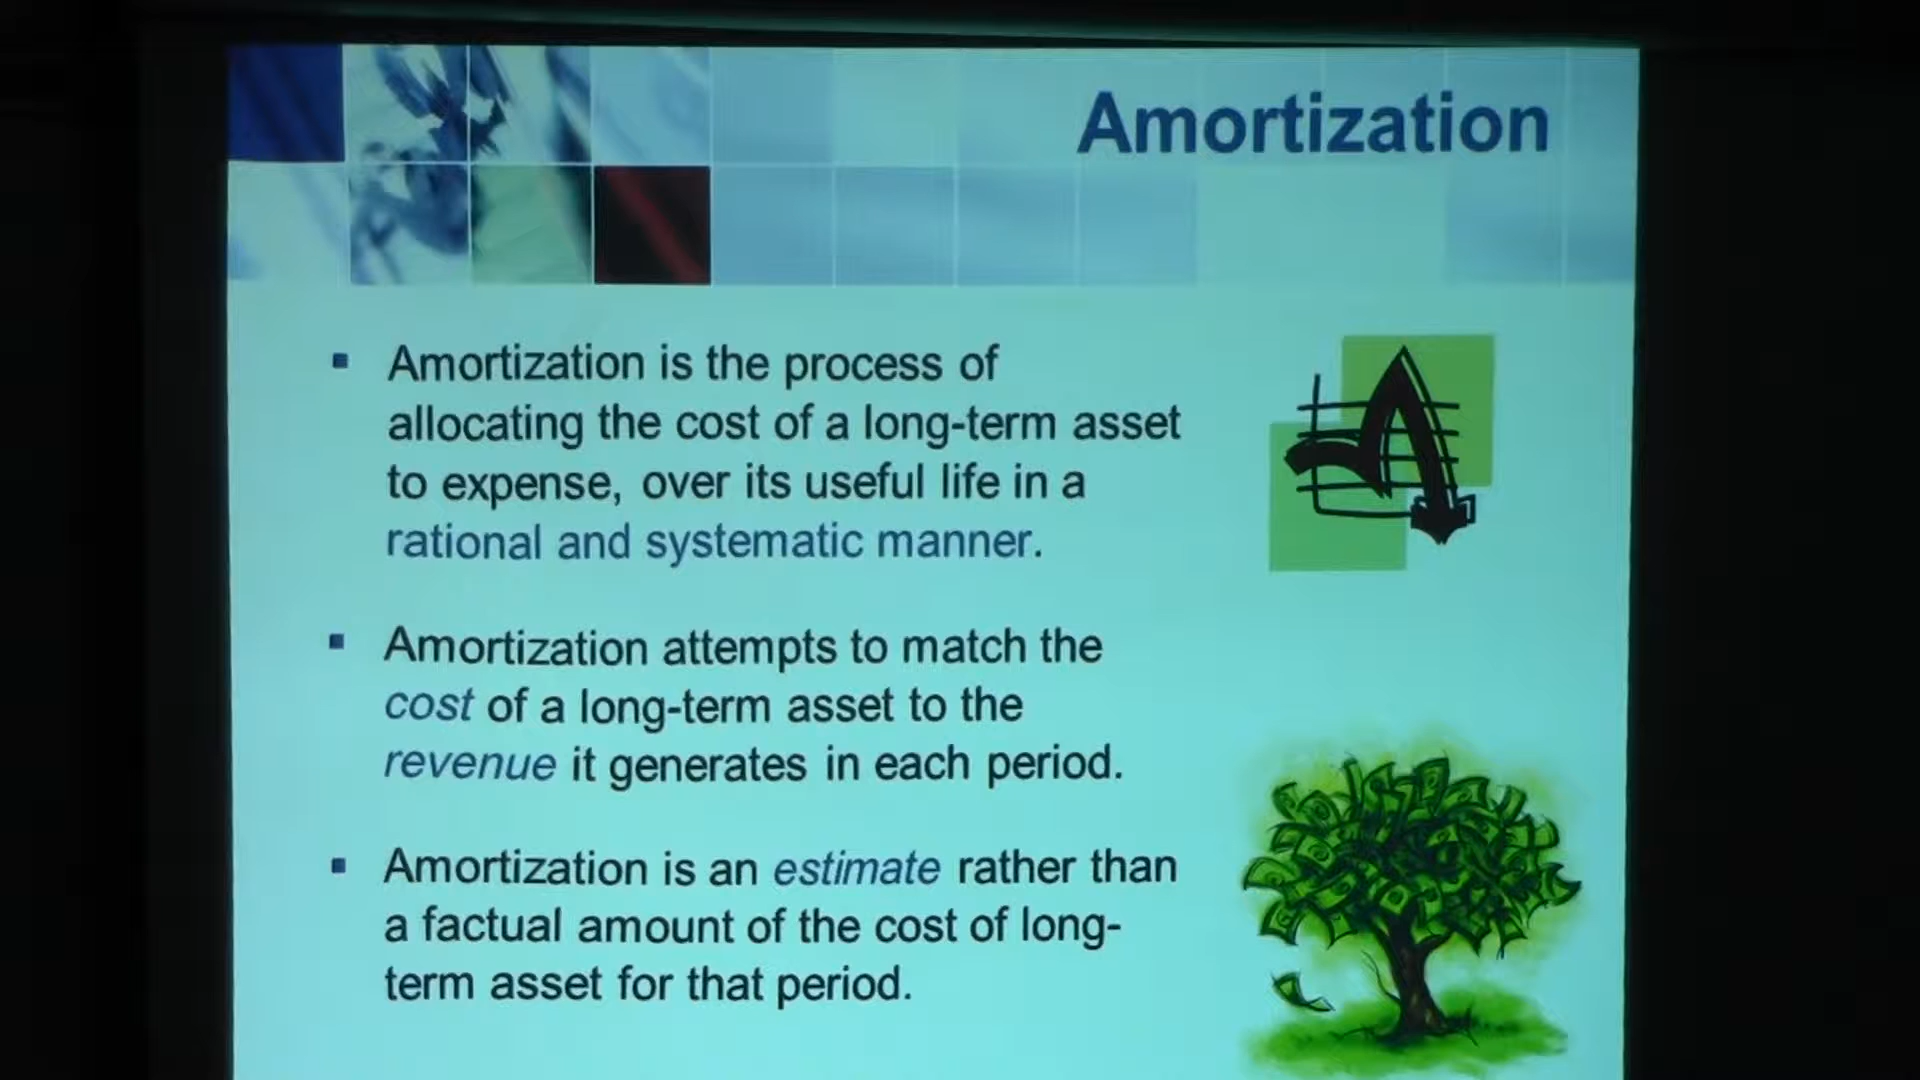 Amortization
▪ Amortization is the process of
allocating the cost of a long-term asset
to expense, over its useful life in a
rational and systematic manner.
▪ Amortization attempts to match the
cost of a long-term asset to the
revenue it generates in each period.
▪ Amortization is an estimate rather than
a factual amount of the cost of long-
term asset for that period.